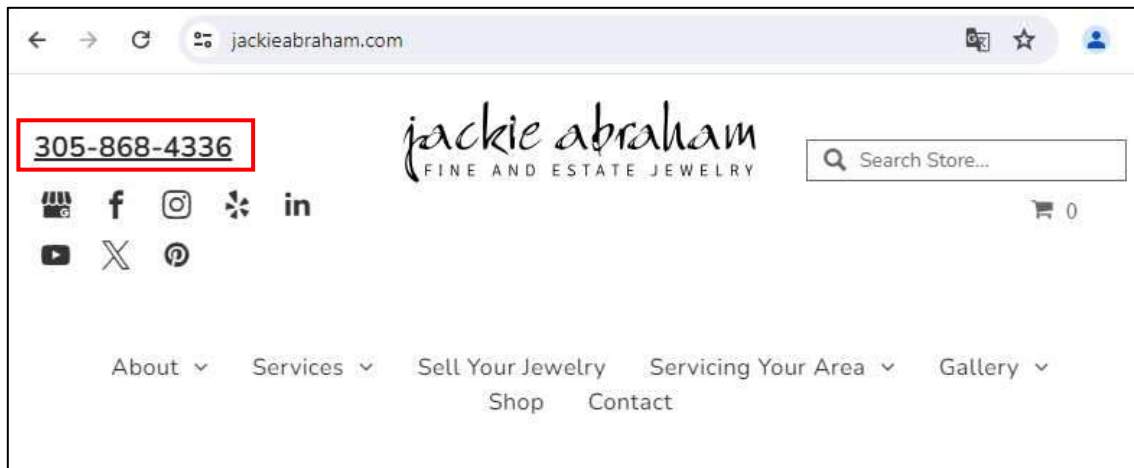 jackieabraham.com
305-868-4336
jackie abraham
FINE AND ESTATE JEWELRY
Search Store...
0
About Services Sell Your Jewelry Servicing Your Area Gallery
Shop Contact